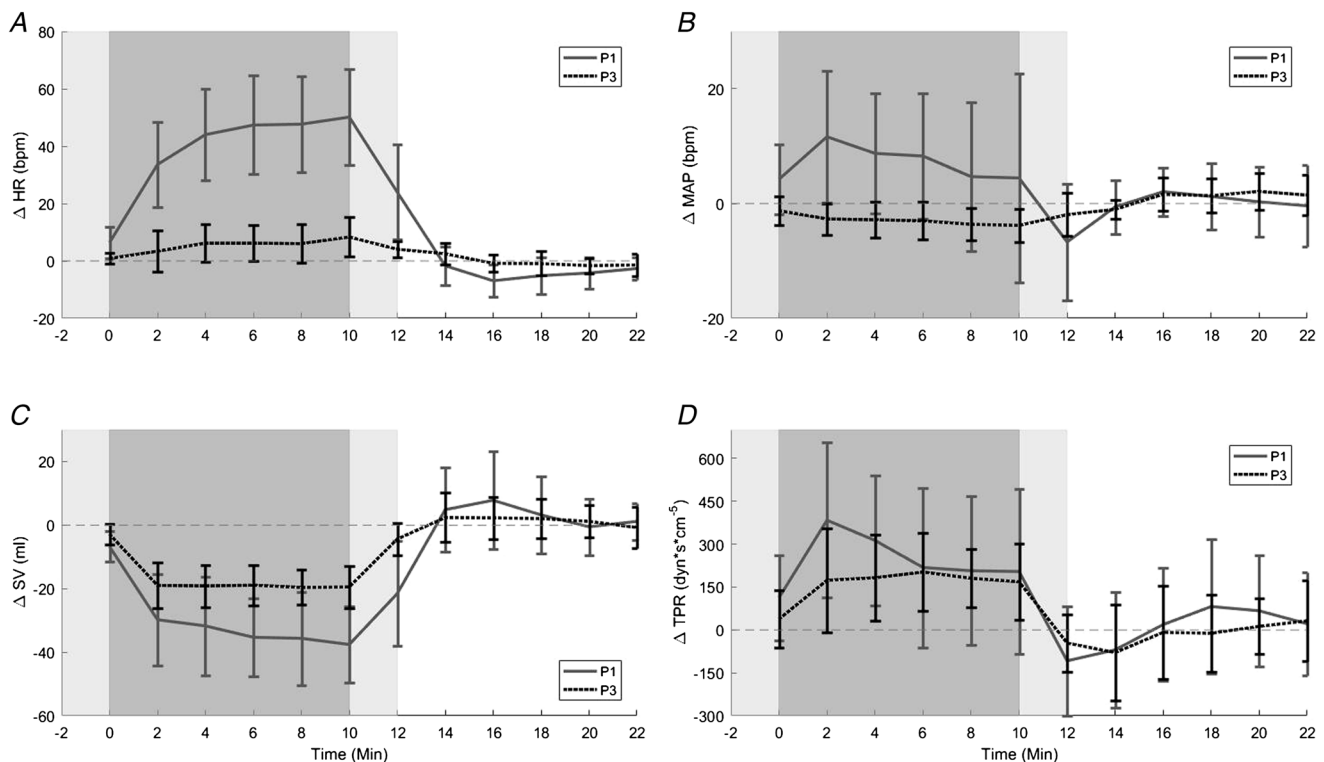 A
80
60
40
20
0
-20
Δ HR (bpm)
P1
P3
-2 0 2 4 6 8 10 12 14 16 18 20 22
B
20
0
-20
Δ MAP (bpm)
P1
P3
-2 0 2 4 6 8 10 12 14 16 18 20 22
C
20
0
-20
-40
-60
Δ SV (ml)
P1
P3
-2 0 2 4 6 8 10 12 14 16 18 20 22
Time (Min)
D
600
450
300
150
0
-150
-300
Δ TPR (dyn*s*cm-5)
P1
P3
-2 0 2 4 6 8 10 12 14 16 18 20 22
Time (Min)